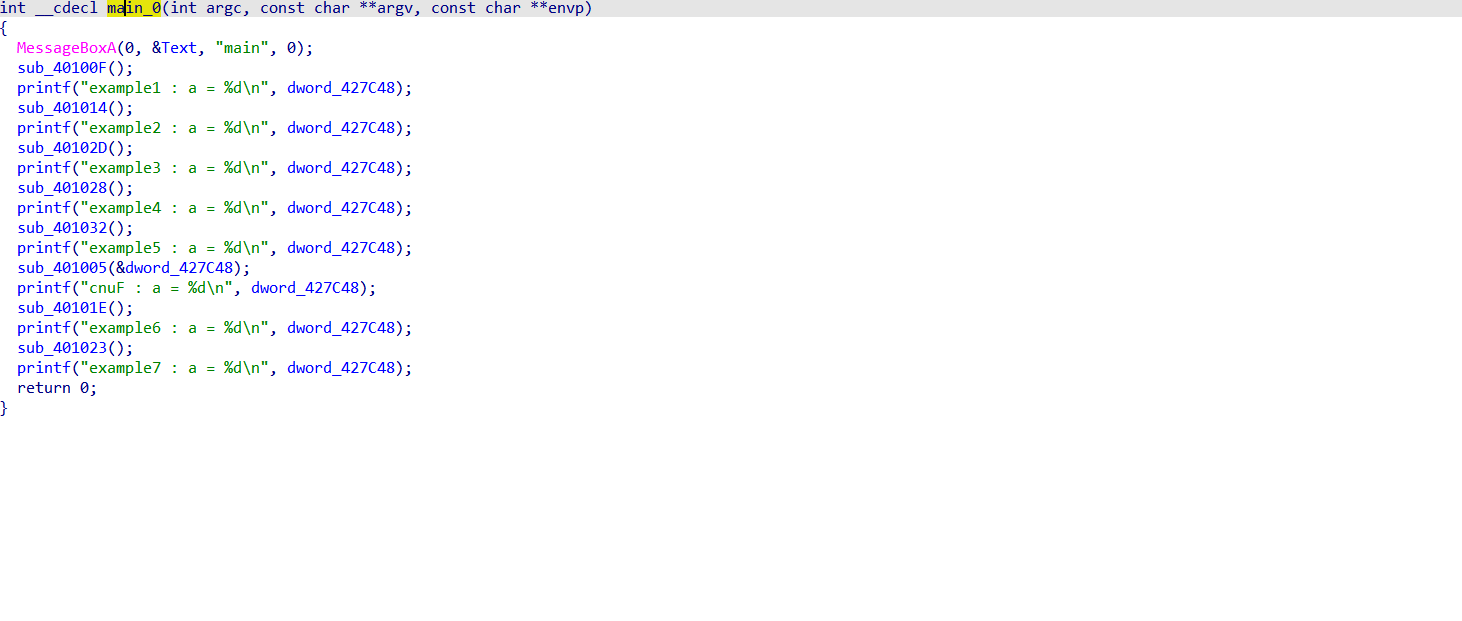 int __cdecl main_0(int argc, const char **argv, const char **envp)
{
  MessageBoxA(0, &Text, "main", 0);
  sub_40100F();
  printf("example1 : a = %d\n", dword_427C48);
  sub_401014();
  printf("example2 : a = %d\n", dword_427C48);
  sub_40102D();
  printf("example3 : a = %d\n", dword_427C48);
  sub_401028();
  printf("example4 : a = %d\n", dword_427C48);
  sub_401032();
  printf("example5 : a = %d\n", dword_427C48);
  sub_401005(&dword_427C48);
  printf("cnuF : a = %d\n", dword_427C48);
  sub_40101E();
  printf("example6 : a = %d\n", dword_427C48);
  sub_401023();
  printf("example7 : a = %d\n", dword_427C48);
  return 0;
}